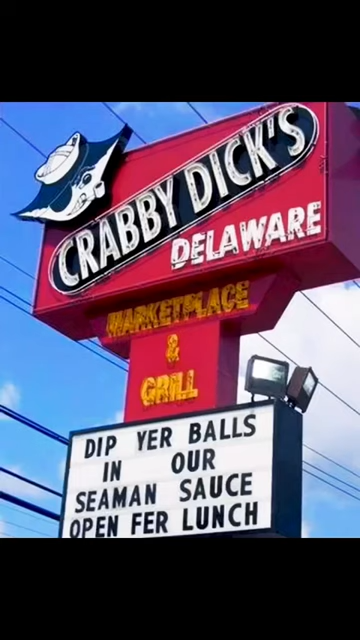 CRABBY DICK'S
DELAWARE
MARKETPLACE
&
GRILL
DIP YER BALLS
IN OUR
SEAMAN SAUCE
OPEN FER LUNCH